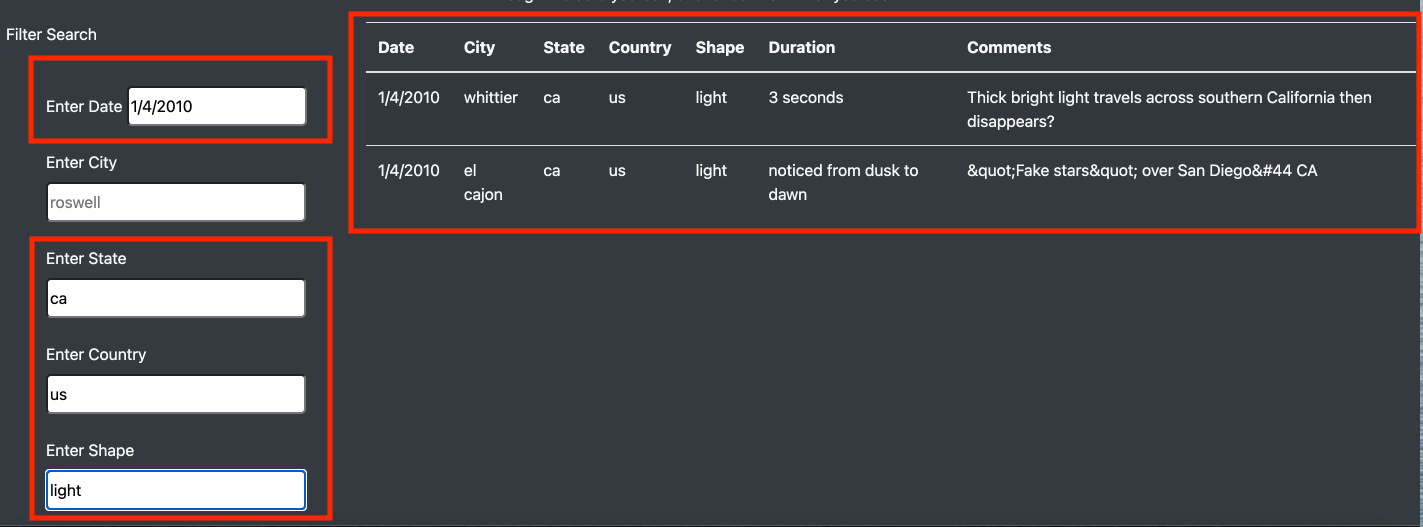 Filter Search
Enter Date 1/4/2010
Enter City
roswell
Enter State
ca
Enter Country
us
Enter Shape
light
Date City State Country Shape Duration Comments
1/4/2010 whittier ca us light 3 seconds Thick bright light travels across southern California then
disappears?
1/4/2010 el ca us light noticed from dusk to &quot;Fake stars&quot; over San Diego&#44 CA
cajon dawn